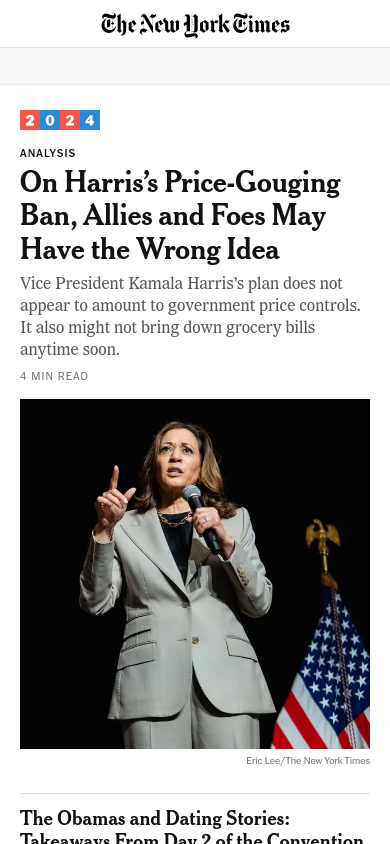 The New York Times
2024
ANALYSIS
On Harris’s Price-Gouging
Ban, Allies and Foes May
Have the Wrong Idea
Vice President Kamala Harris’s plan does not
appear to amount to government price controls.
It also might not bring down grocery bills
anytime soon.
4 MIN READ
Eric Lee/The New York Times
The Obamas and Dating Stories:
Takeaways From Day 2 of the Convention